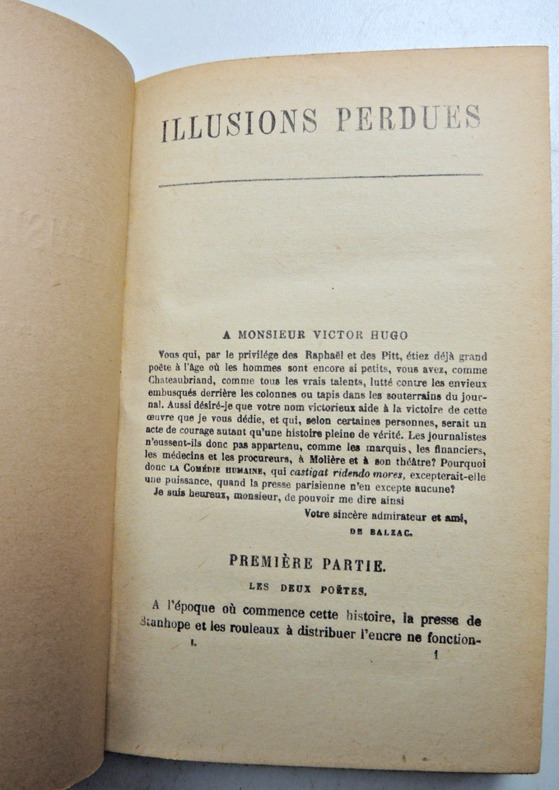 ILLUSIONS PERDUES
A MONSIEUR VICTOR HUGO
Vous qui, par le privilége des Raphaël et des Pitt, étiez déjà grand
poëte à l'âge où les hommes sont encore si petits, vous avez, comme
Chateaubriand, comme tous les vrais talents, lutté contre les envieux
embusqués derrière les colonnes ou tapis dans les souterrains du jour-
nal. Aussi désiré-je que votre nom victorieux aide à la victoire de cette
œuvre que je vous dédie, et qui, selon certaines personnes, serait un
acte de courage autant qu'une histoire pleine de vérité. Les journalistes
n'eussent-ils donc pas appartenu, comme les marquis, les financiers,
les médecins et les procureurs, à Molière et à son théâtre? Pourquoi
donc LA COMÉDIE HUMAINE, qui castigat ridendo mores, excepterait-elle
une puissance, quand la presse parisienne n'en excepte aucune?
Je suis heureux, monsieur, de pouvoir me dire ainsi
Votre sincère admirateur et ami,
DE BALZAC.
PREMIÈRE PARTIE.
LES DEUX POËTES.
A l'époque où commence cette histoire, la presse de
Stanhope et les rouleaux à distribuer l'encre ne fonction-
I. 1